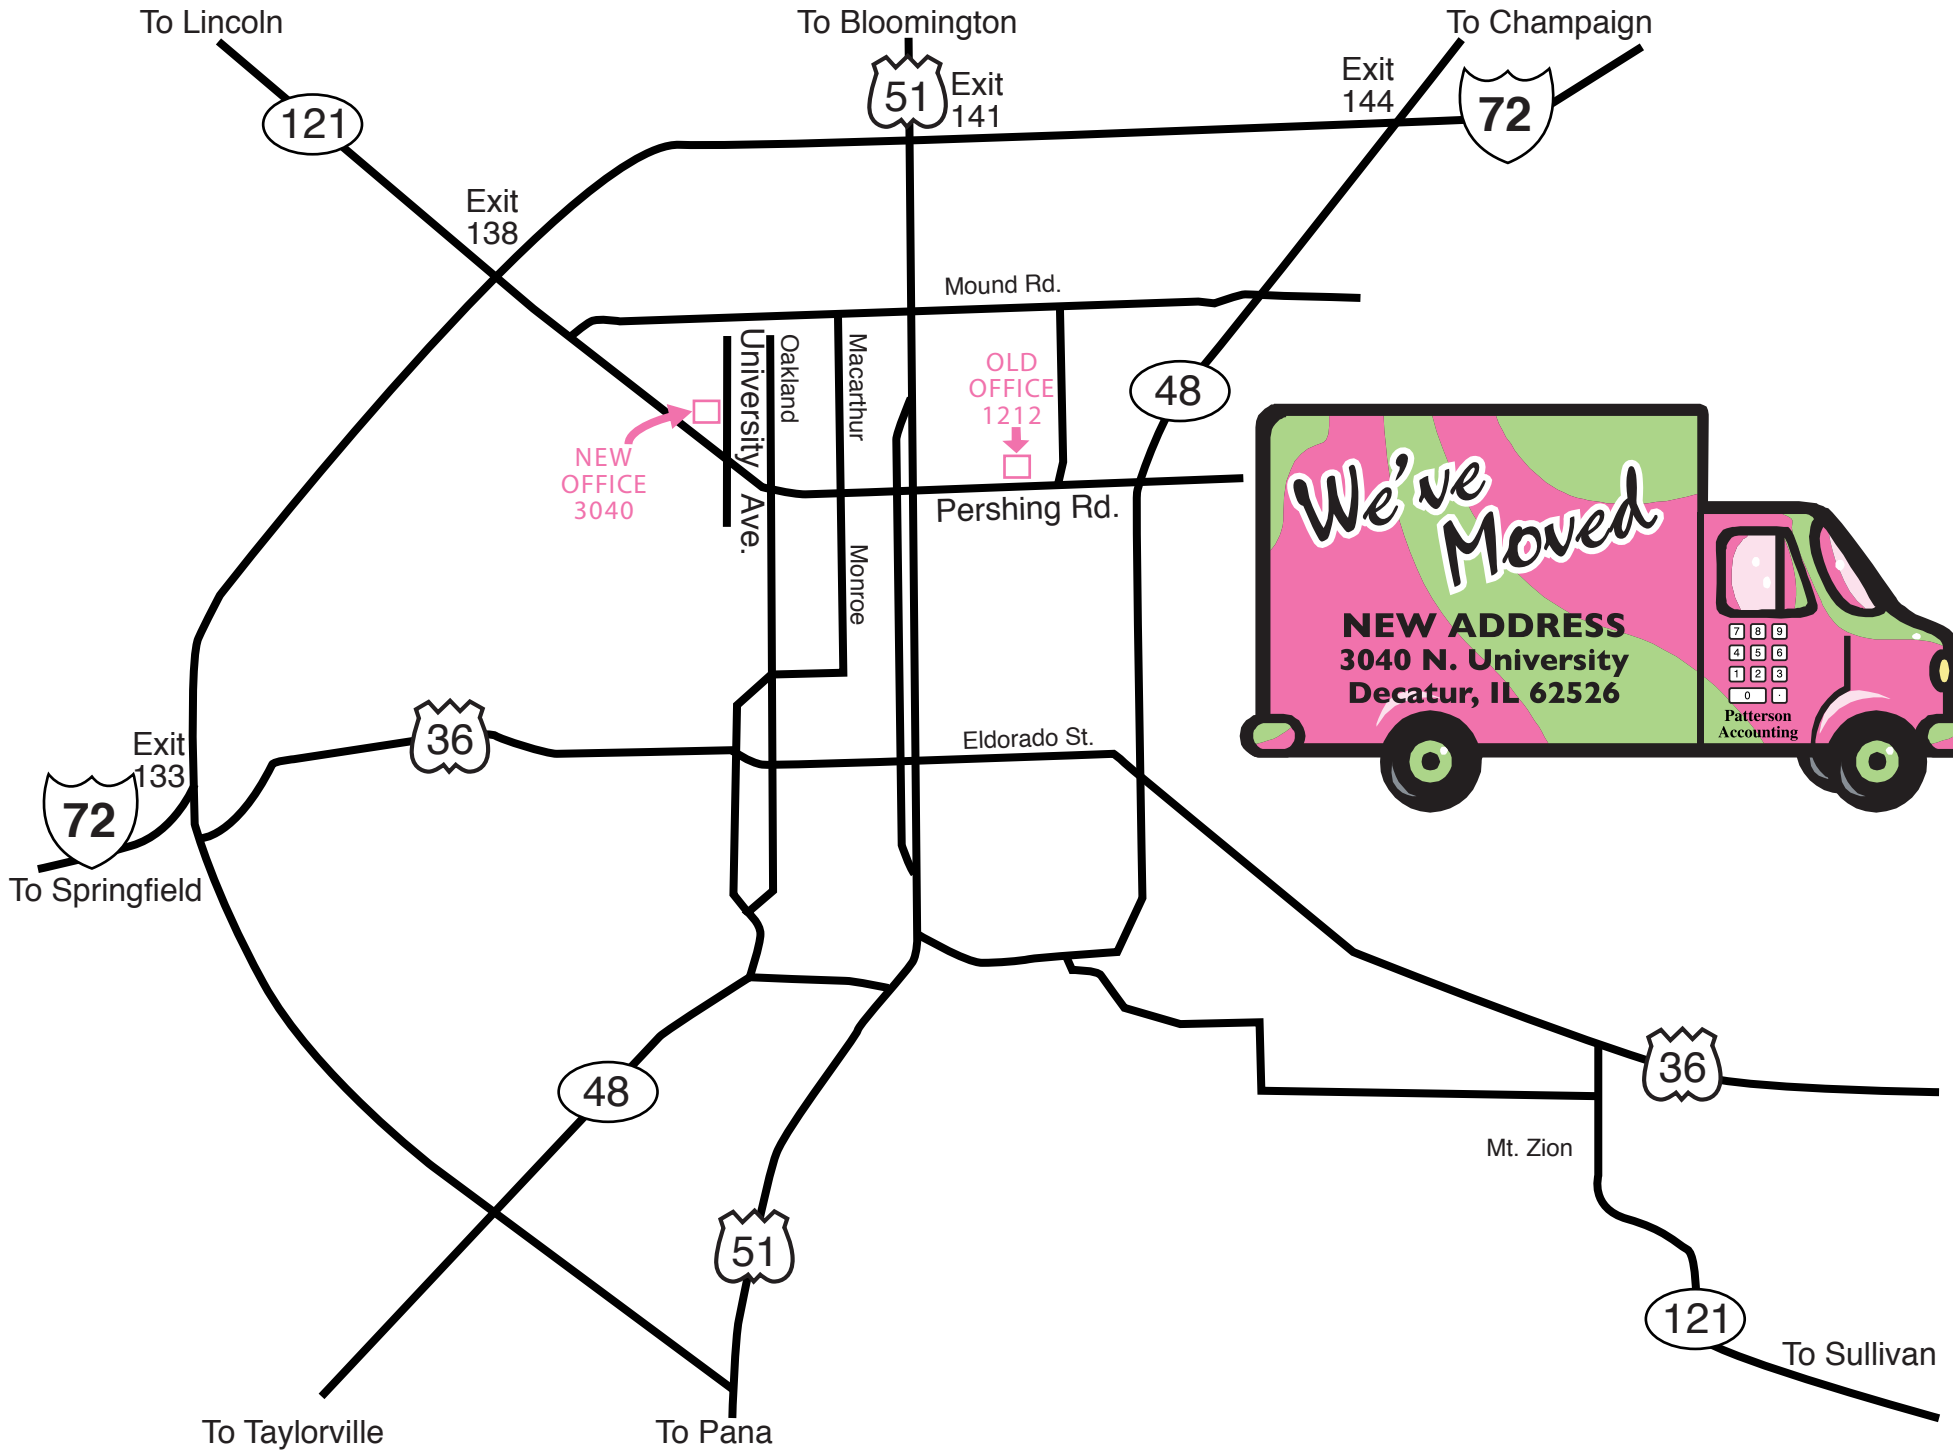 To Lincoln
To Bloomington
To Champaign
121
51
Exit
141
Exit
144
72
Exit
138
Mound Rd.
University Ave.
Oakland
Macarthur
OLD
OFFICE
1212
48
NEW
OFFICE
3040
Pershing Rd.
Monroe
We've
Moved
NEW ADDRESS
3040 N. University
Decatur, IL 62526
7 8 9
4 5 6
1 2 3
0 .
Patterson
Accounting
36
Eldorado St.
Exit
133
72
To Springfield
48
36
Mt. Zion
51
121
To Sullivan
To Taylorville
To Pana